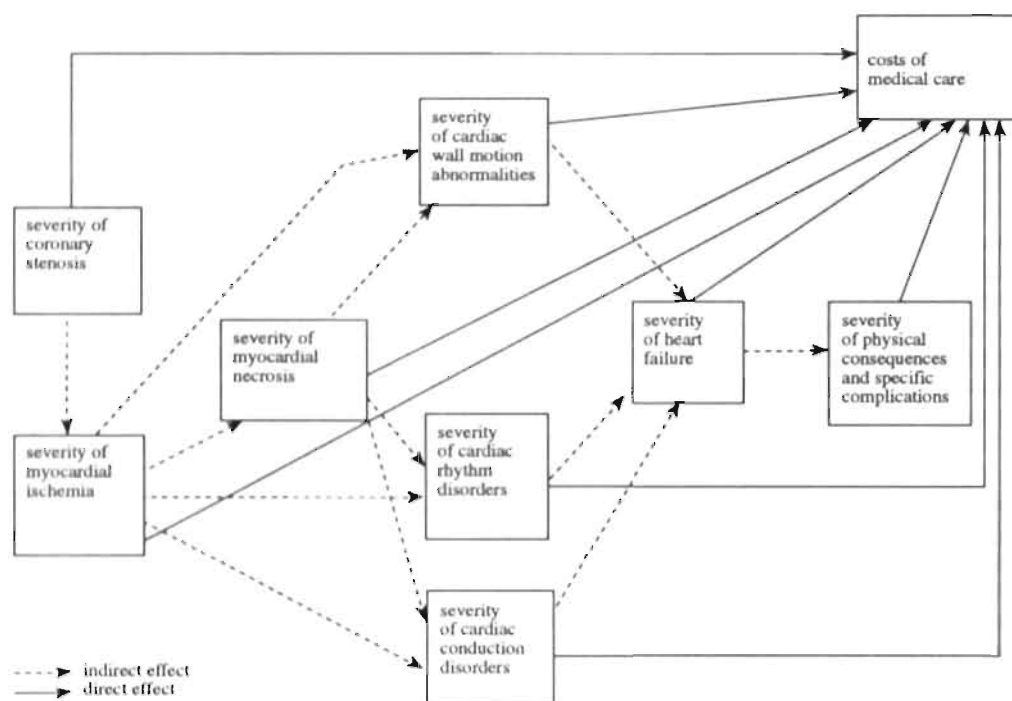 costs of
medical care
severity
of cardiac
wall motion
abnormalities
severity of
coronary
stenosis
severity of
myocardial
necrosis
severity
of heart
failure
severity
of physical
consequences
and specific
complications
severity of
myocardial
ischemia
severity
of cardiac
rhythm
disorders
severity
of cardiac
conduction
disorders
indirect effect
direct effect